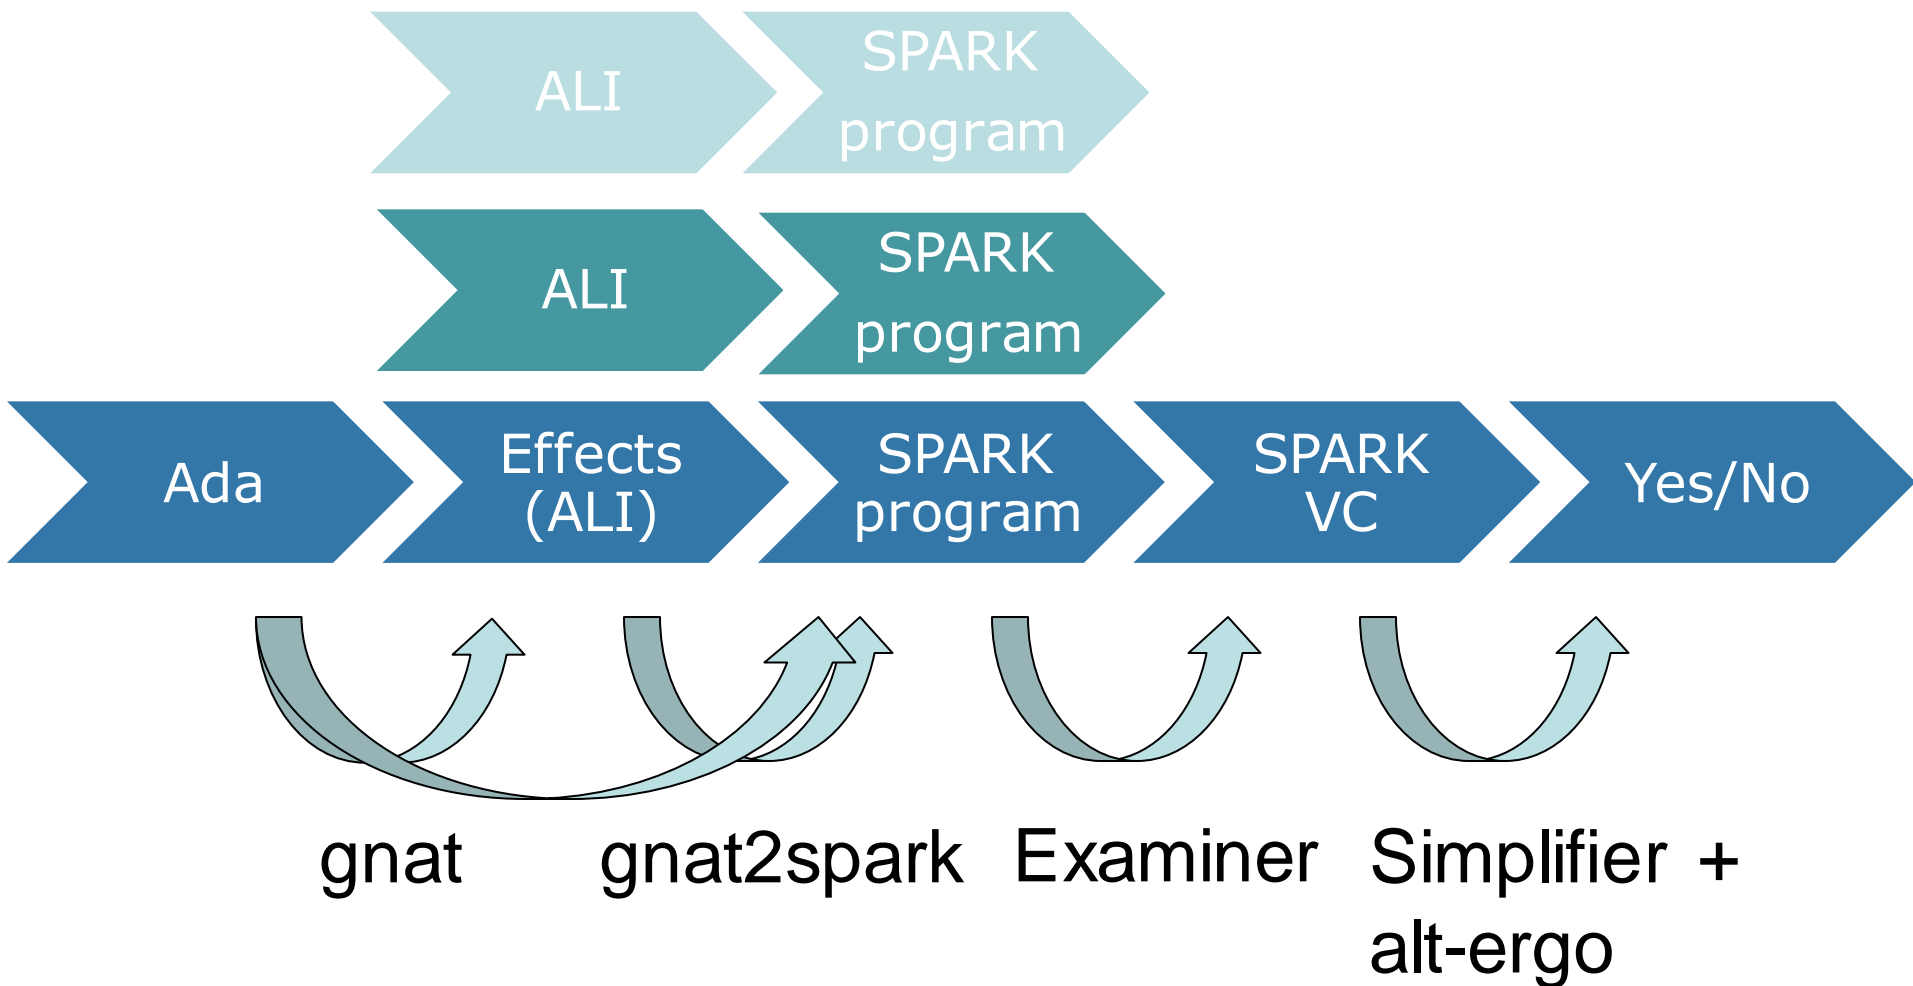 ALI
SPARK
program
ALI
SPARK
program
Ada
Effects
(ALI)
SPARK
program
SPARK
VC
Yes/No
gnat
gnat2spark
Examiner
Simplifier +
alt-ergo